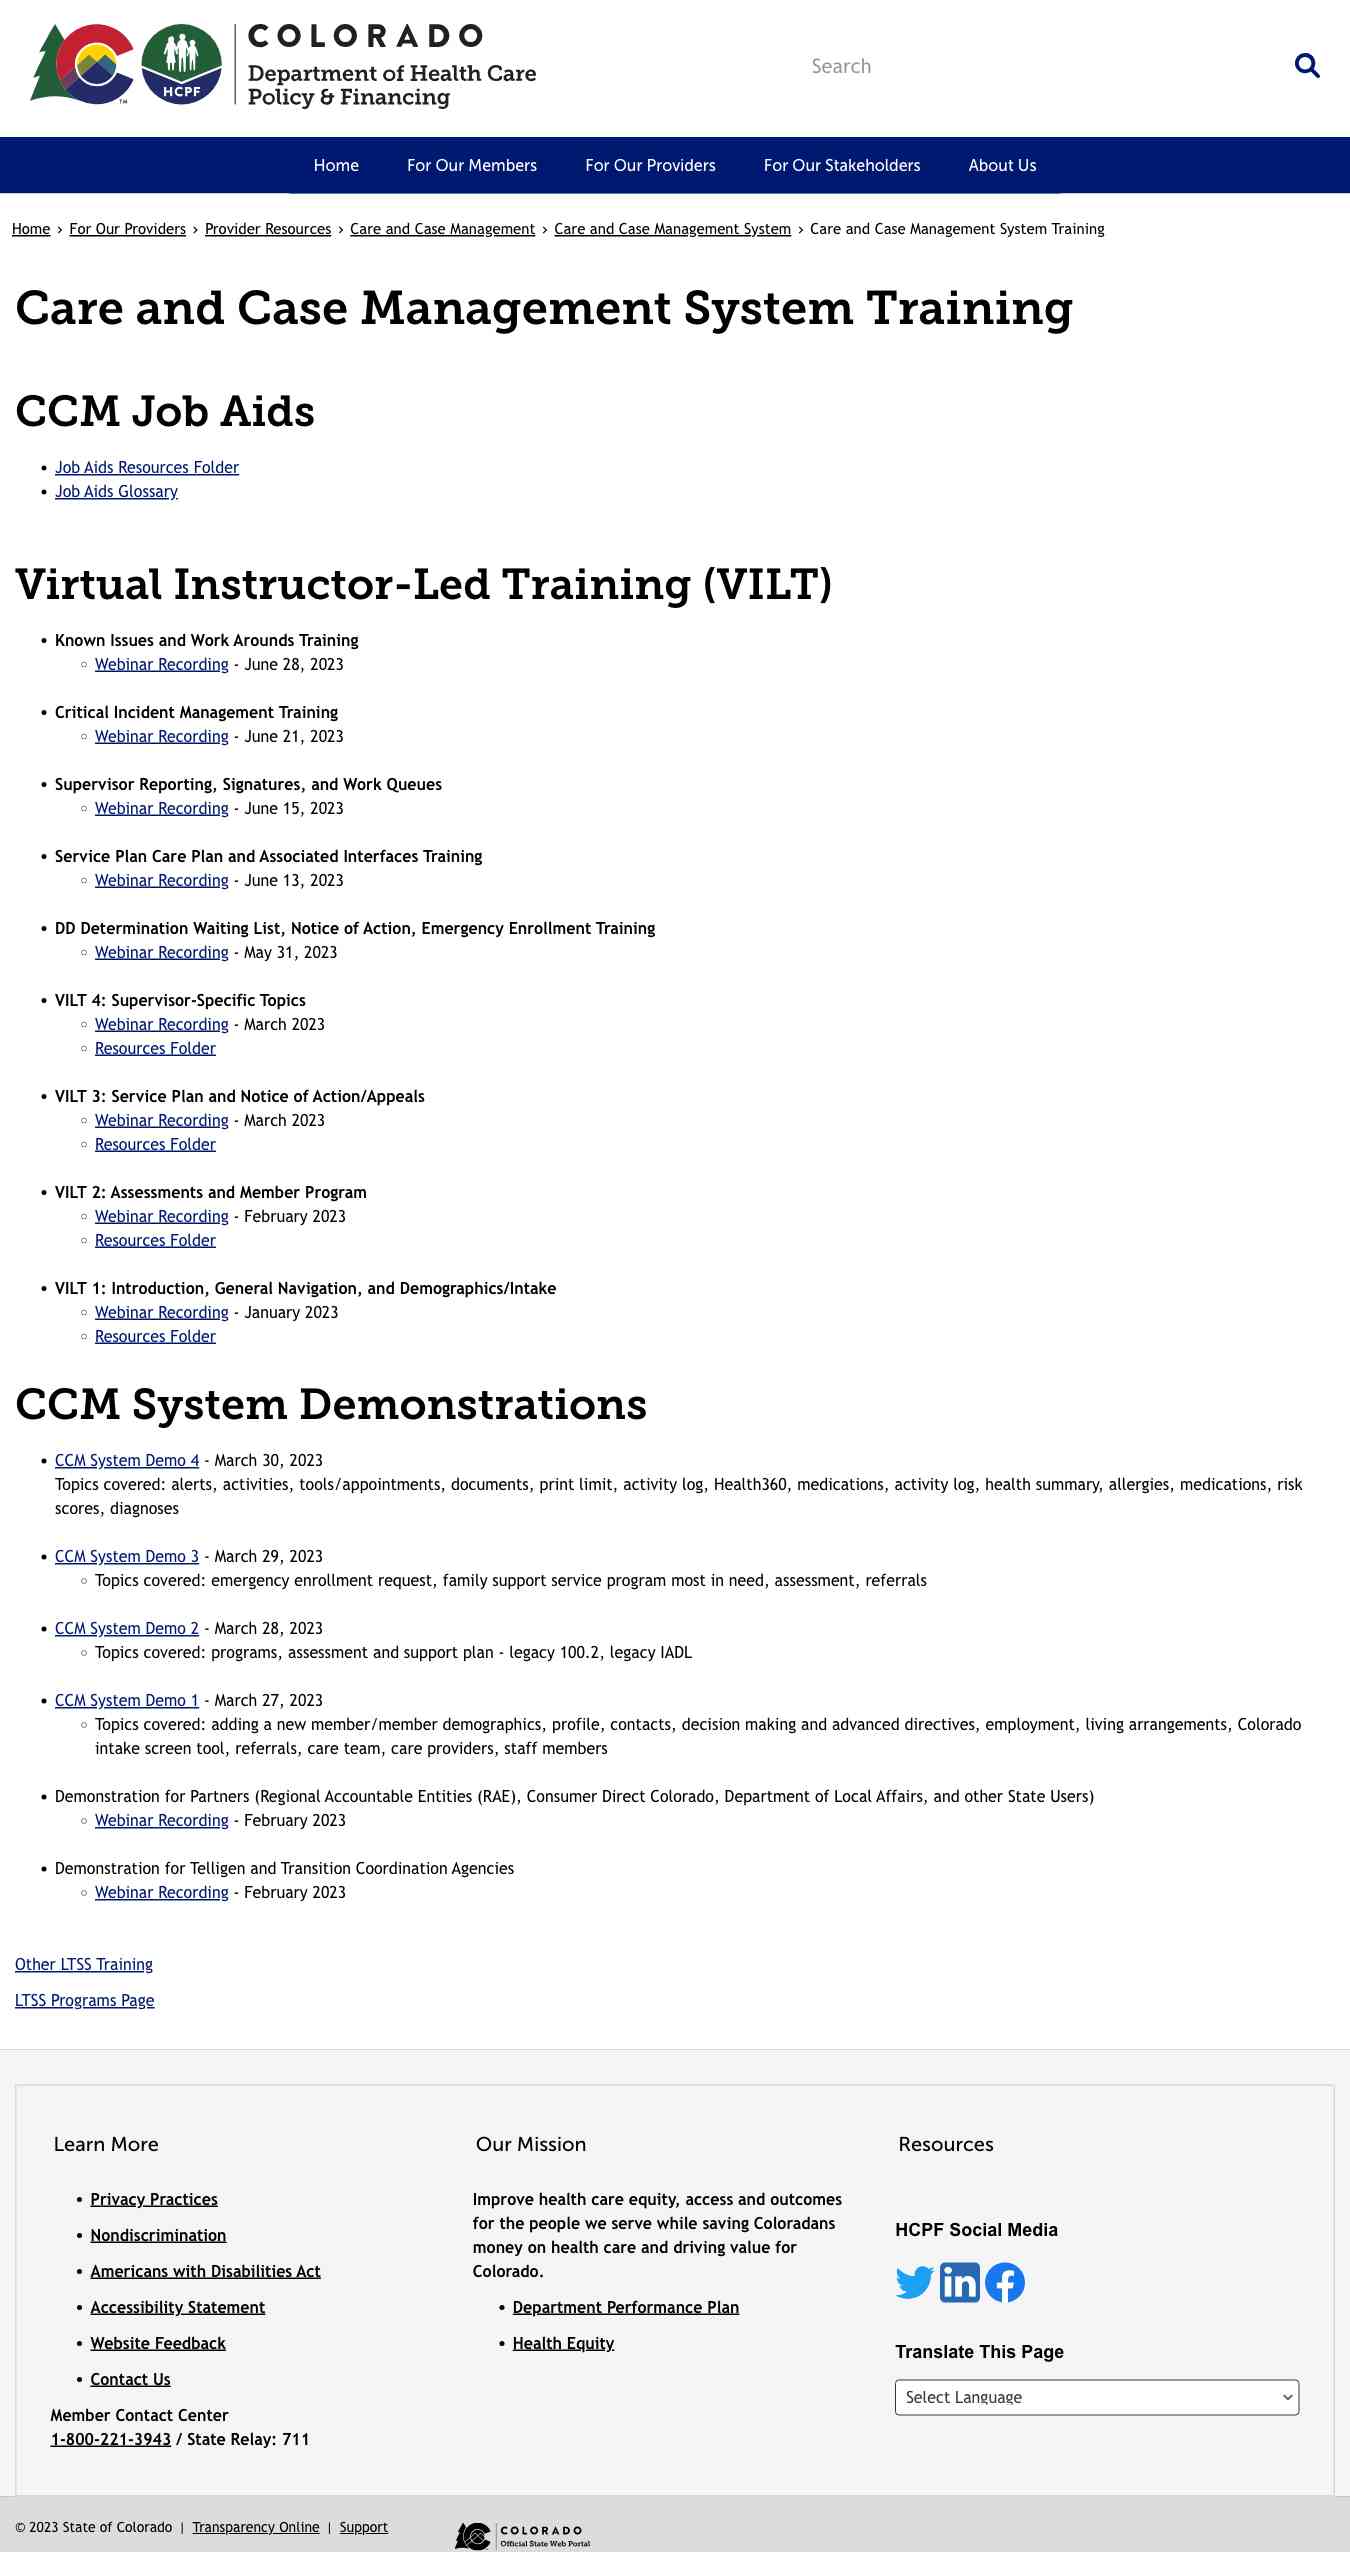 COLORADO
Department of Health Care
Policy & Financing
HCPF
TM
Search
Home For Our Members For Our Providers For Our Stakeholders About Us
Home › For Our Providers › Provider Resources › Care and Case Management › Care and Case Management System › Care and Case Management System Training
Care and Case Management System Training
CCM Job Aids
• Job Aids Resources Folder
• Job Aids Glossary
Virtual Instructor-Led Training (VILT)
• Known Issues and Work Arounds Training
◦ Webinar Recording - June 28, 2023
• Critical Incident Management Training
◦ Webinar Recording - June 21, 2023
• Supervisor Reporting, Signatures, and Work Queues
◦ Webinar Recording - June 15, 2023
• Service Plan Care Plan and Associated Interfaces Training
◦ Webinar Recording - June 13, 2023
• DD Determination Waiting List, Notice of Action, Emergency Enrollment Training
◦ Webinar Recording - May 31, 2023
• VILT 4: Supervisor-Specific Topics
◦ Webinar Recording - March 2023
◦ Resources Folder
• VILT 3: Service Plan and Notice of Action/Appeals
◦ Webinar Recording - March 2023
◦ Resources Folder
• VILT 2: Assessments and Member Program
◦ Webinar Recording - February 2023
◦ Resources Folder
• VILT 1: Introduction, General Navigation, and Demographics/Intake
◦ Webinar Recording - January 2023
◦ Resources Folder
CCM System Demonstrations
• CCM System Demo 4 - March 30, 2023
Topics covered: alerts, activities, tools/appointments, documents, print limit, activity log, Health360, medications, activity log, health summary, allergies, medications, risk
scores, diagnoses
• CCM System Demo 3 - March 29, 2023
◦ Topics covered: emergency enrollment request, family support service program most in need, assessment, referrals
• CCM System Demo 2 - March 28, 2023
◦ Topics covered: programs, assessment and support plan - legacy 100.2, legacy IADL
• CCM System Demo 1 - March 27, 2023
◦ Topics covered: adding a new member/member demographics, profile, contacts, decision making and advanced directives, employment, living arrangements, Colorado
intake screen tool, referrals, care team, care providers, staff members
• Demonstration for Partners (Regional Accountable Entities (RAE), Consumer Direct Colorado, Department of Local Affairs, and other State Users)
◦ Webinar Recording - February 2023
• Demonstration for Telligen and Transition Coordination Agencies
◦ Webinar Recording - February 2023
Other LTSS Training
LTSS Programs Page
Learn More
• Privacy Practices
• Nondiscrimination
• Americans with Disabilities Act
• Accessibility Statement
• Website Feedback
• Contact Us
Member Contact Center
1-800-221-3943 / State Relay: 711
Our Mission
Improve health care equity, access and outcomes
for the people we serve while saving Coloradans
money on health care and driving value for
Colorado.
• Department Performance Plan
• Health Equity
Resources
HCPF Social Media
Translate This Page
Select Language
© 2023 State of Colorado | Transparency Online | Support
COLORADO
Official State Web Portal